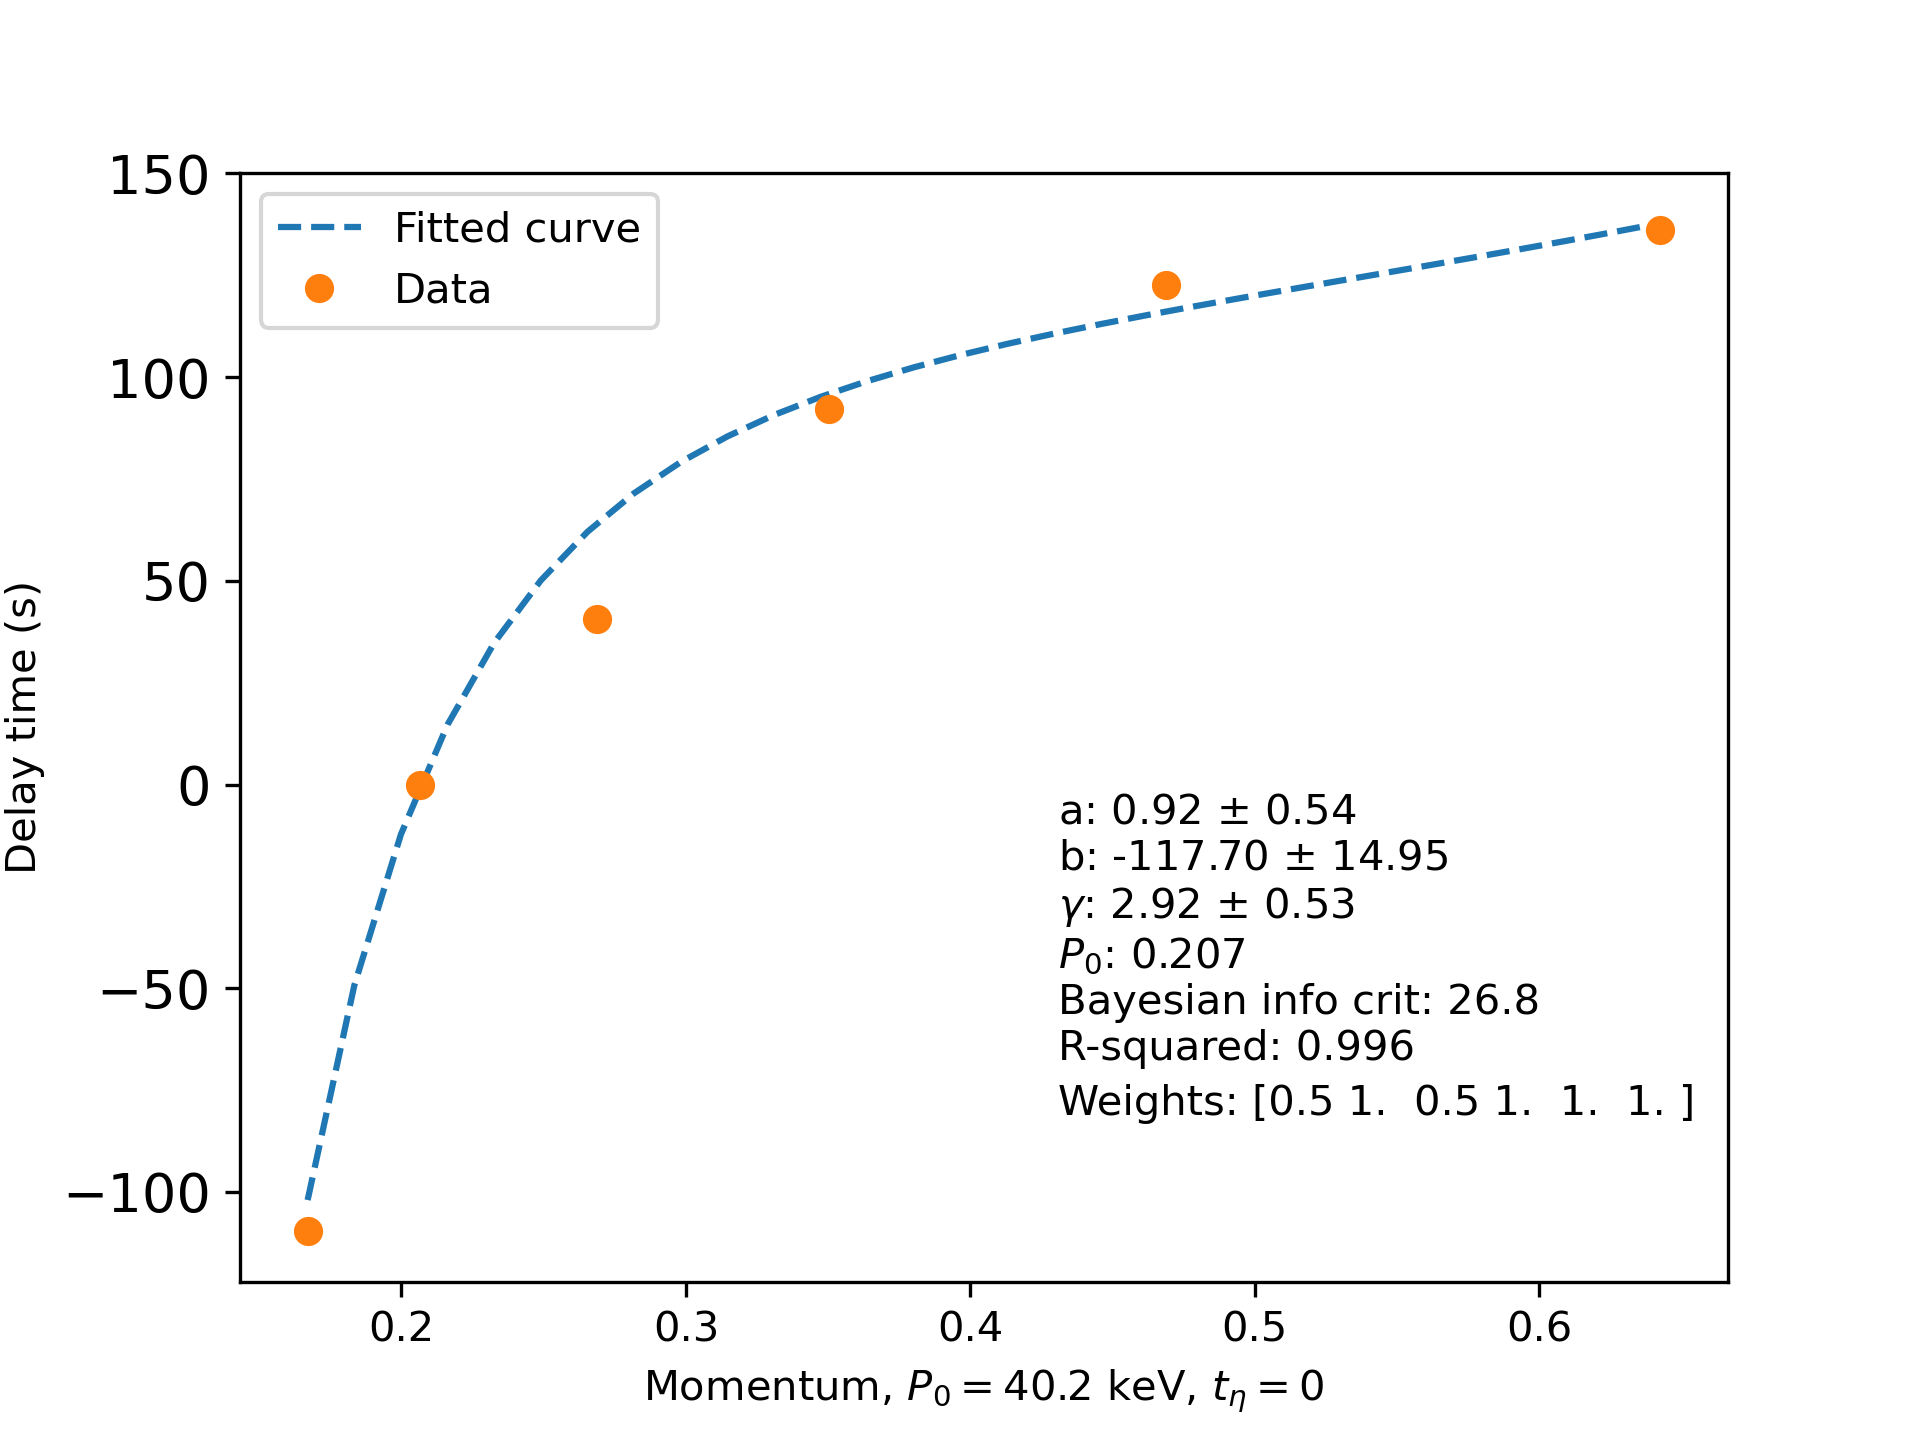 150
100
50
0
−50
−100
Delay time (s)
Fitted curve
Data
a: 0.92 ± 0.54
b: -117.70 ± 14.95
γ: 2.92 ± 0.53
P₀: 0.207
Bayesian info crit: 26.8
R-squared: 0.996
Weights: [0.5 1.  0.5 1.  1.  1. ]
0.2 0.3 0.4 0.5 0.6
Momentum, P₀ = 40.2 keV, tη = 0